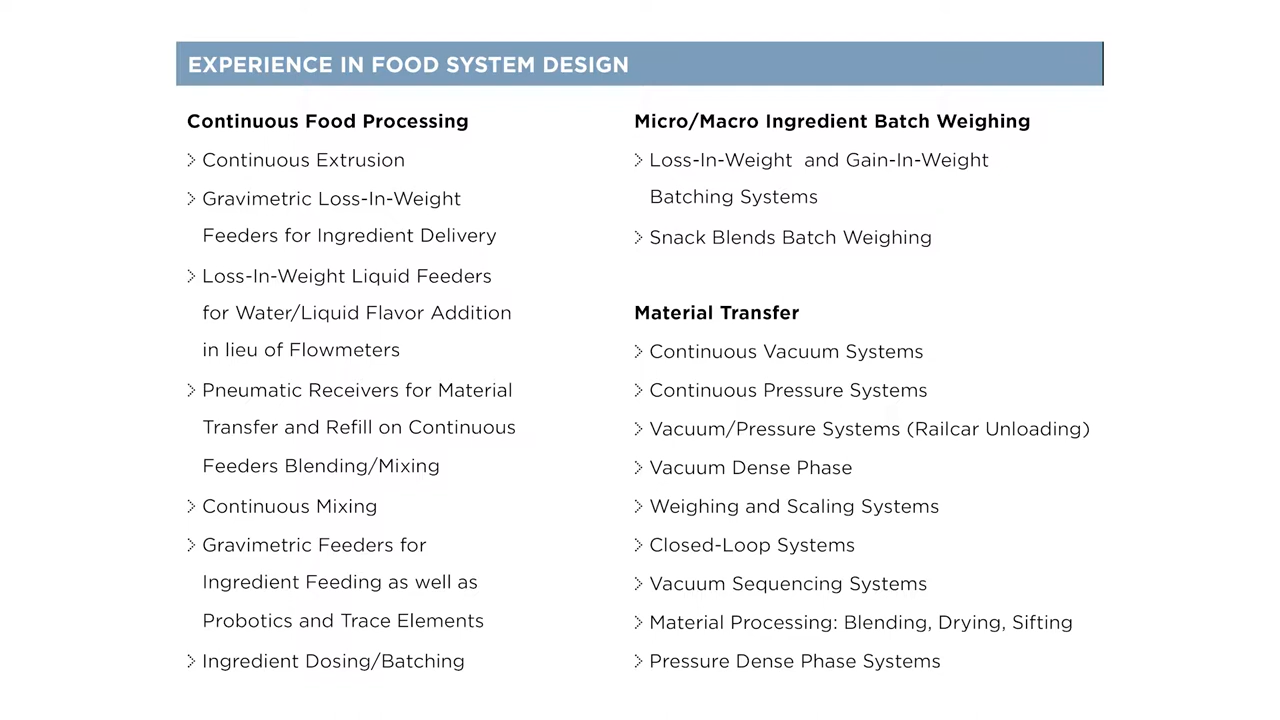 EXPERIENCE IN FOOD SYSTEM DESIGN
Continuous Food Processing
Continuous Extrusion
Gravimetric Loss-In-Weight
Feeders for Ingredient Delivery
Loss-In-Weight Liquid Feeders
for Water/Liquid Flavor Addition
in lieu of Flowmeters
Pneumatic Receivers for Material
Transfer and Refill on Continuous
Feeders Blending/Mixing
Continuous Mixing
Gravimetric Feeders for
Ingredient Feeding as well as
Probotics and Trace Elements
Ingredient Dosing/Batching
Micro/Macro Ingredient Batch Weighing
Loss-In-Weight and Gain-In-Weight
Batching Systems
Snack Blends Batch Weighing
Material Transfer
Continuous Vacuum Systems
Continuous Pressure Systems
Vacuum/Pressure Systems (Railcar Unloading)
Vacuum Dense Phase
Weighing and Scaling Systems
Closed-Loop Systems
Vacuum Sequencing Systems
Material Processing: Blending, Drying, Sifting
Pressure Dense Phase Systems